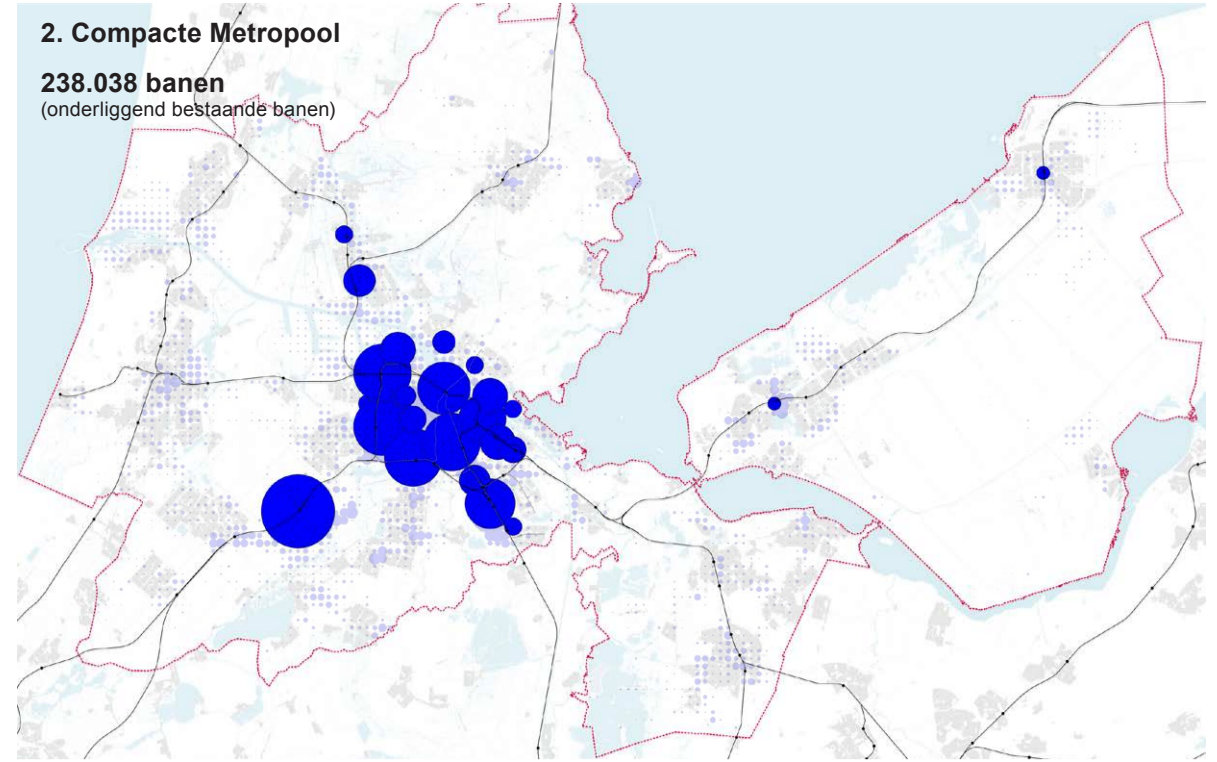 2. Compacte Metropool
238.038 banen
(onderliggend bestaande banen)